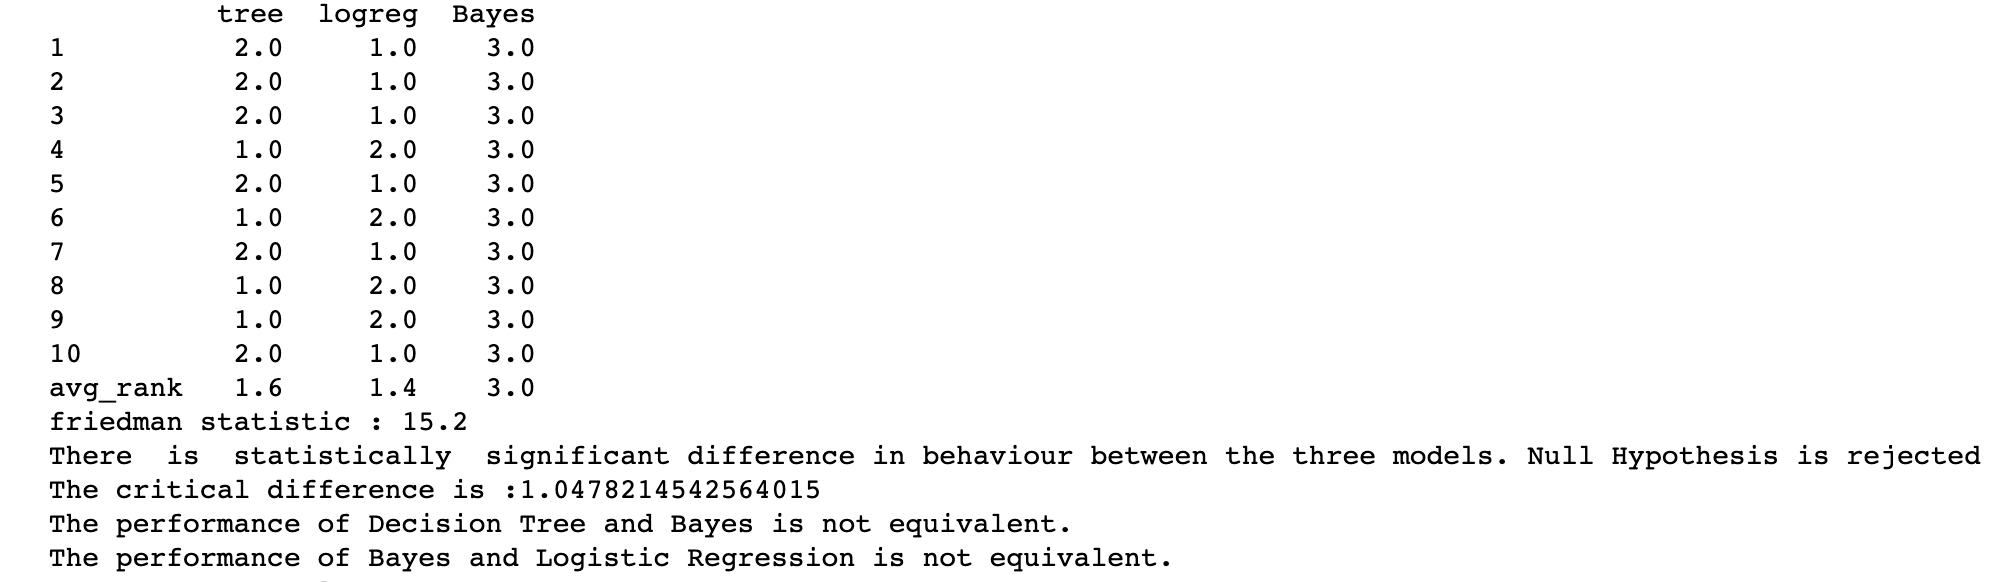 tree logreg Bayes
1 2.0 1.0 3.0
2 2.0 1.0 3.0
3 2.0 1.0 3.0
4 1.0 2.0 3.0
5 2.0 1.0 3.0
6 1.0 2.0 3.0
7 2.0 1.0 3.0
8 1.0 2.0 3.0
9 1.0 2.0 3.0
10 2.0 1.0 3.0
avg_rank 1.6 1.4 3.0
friedman statistic : 15.2
There is statistically significant difference in behaviour between the three models. Null Hypothesis is rejected
The critical difference is :1.0478214542564015
The performance of Decision Tree and Bayes is not equivalent.
The performance of Bayes and Logistic Regression is not equivalent.